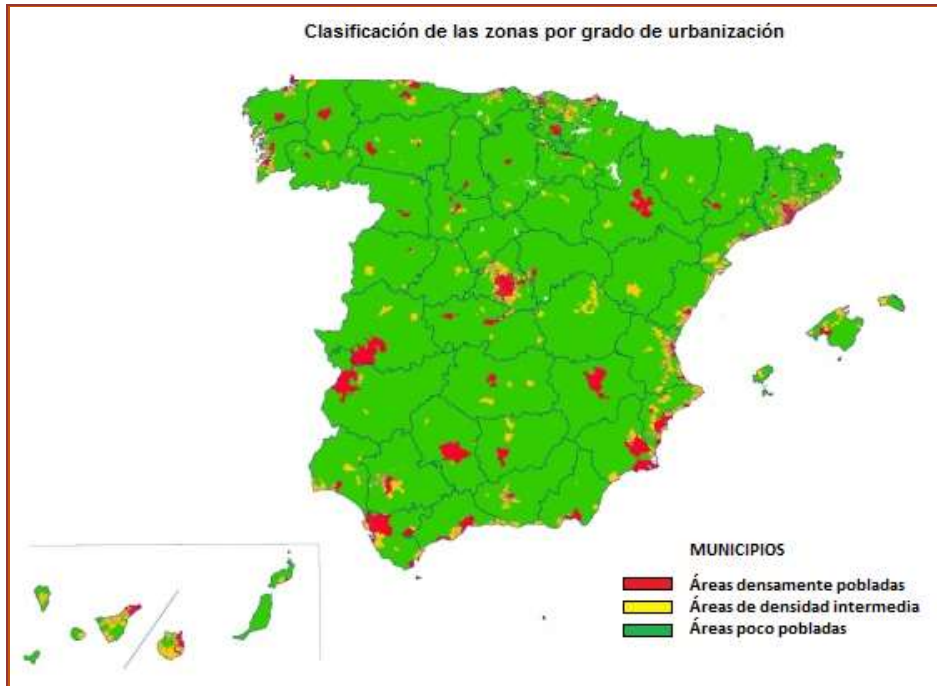 Clasificación de las zonas por grado de urbanización
MUNICIPIOS
Áreas densamente pobladas
Áreas de densidad intermedia
Áreas poco pobladas